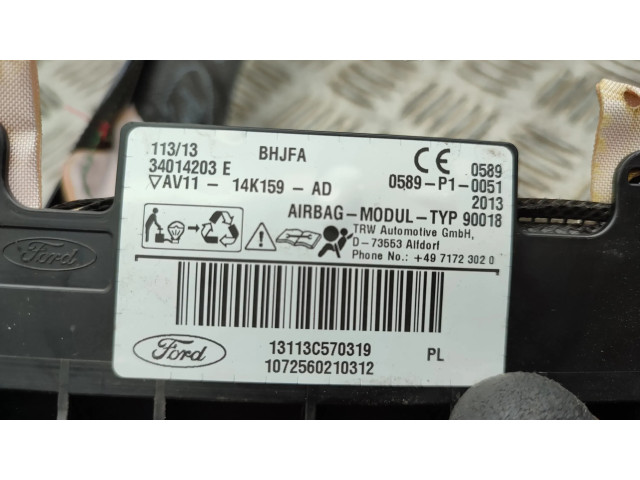 113/13 BHJFA CE 0589
34014203 E 0589-P1-0051
▽AV11 - 14K159 - AD 2013
AIRBAG-MODUL-TYP 90018
TRW Automotive GmbH,
D-73553 Alfdorf
Phone No.: +49 7172 302 0
Ford
Ford
13113C570319 PL
1072560210312